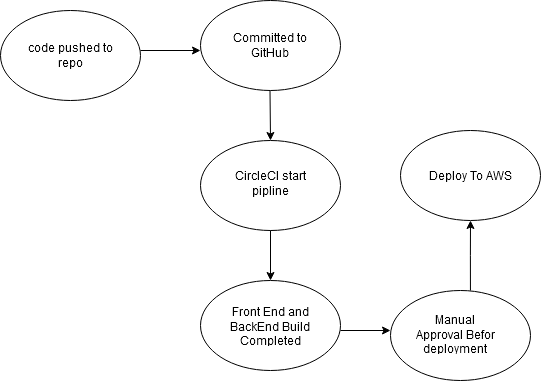 code pushed to
repo
Committed to
GitHub
CircleCI start
pipline
Deploy To AWS
Front End and
BackEnd Build
Completed
Manual
Approval Befor
deployment